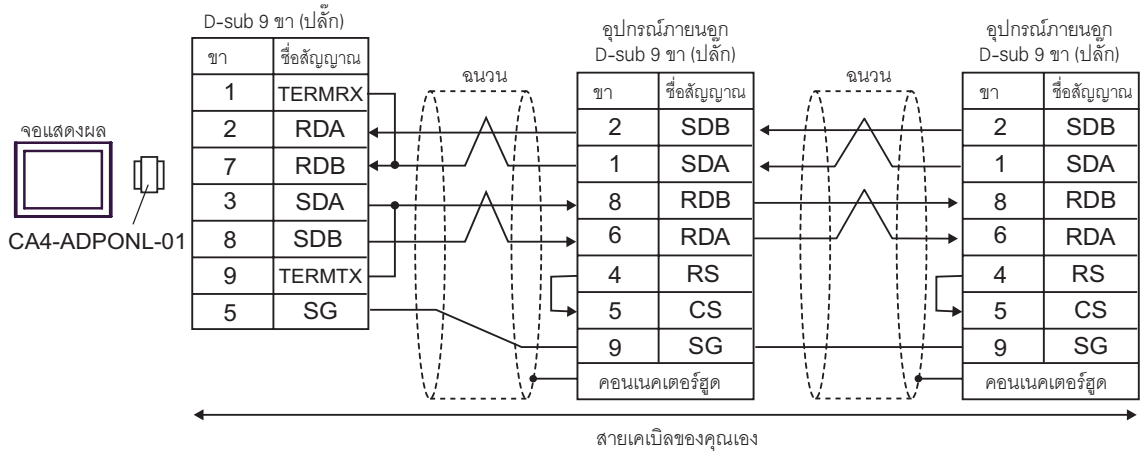 D-sub 9 ขา (ปลั๊ก)
ขา ชื่อสัญญาณ
1 TERMRX
2 RDA
7 RDB
3 SDA
8 SDB
9 TERMTX
5 SG
จอแสดงผล
CA4-ADPONL-01
ฉนวน
อุปกรณ์ภายนอก
D-sub 9 ขา (ปลั๊ก)
ขา ชื่อสัญญาณ
2 SDB
1 SDA
8 RDB
6 RDA
4 RS
5 CS
9 SG
คอนเนคเตอร์ฮูด
ฉนวน
อุปกรณ์ภายนอก
D-sub 9 ขา (ปลั๊ก)
ขา ชื่อสัญญาณ
2 SDB
1 SDA
8 RDB
6 RDA
4 RS
5 CS
9 SG
คอนเนคเตอร์ฮูด
สายเคเบิลของคุณเอง